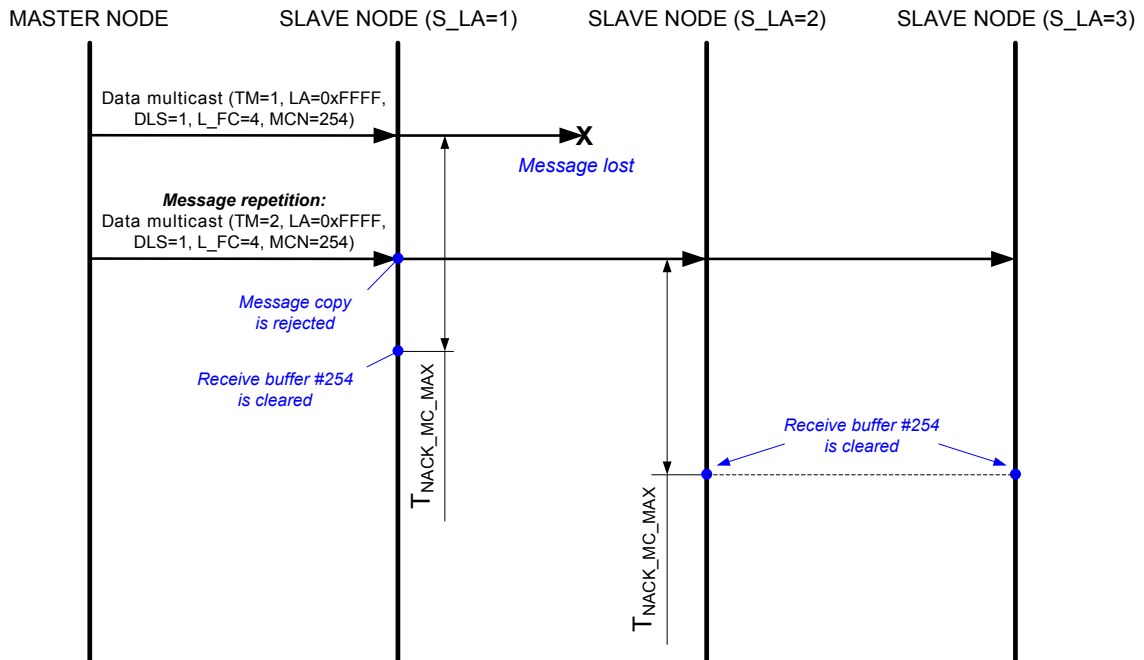 MASTER NODE
SLAVE NODE (S_LA=1)
SLAVE NODE (S_LA=2)
SLAVE NODE (S_LA=3)
Data multicast (TM=1, LA=0xFFFF,
DLS=1, L_FC=4, MCN=254)
X
Message lost
Message repetition:
Data multicast (TM=2, LA=0xFFFF,
DLS=1, L_FC=4, MCN=254)
Message copy
is rejected
Receive buffer #254
is cleared
TNACK_MC_MAX
Receive buffer #254
is cleared
TNACK_MC_MAX